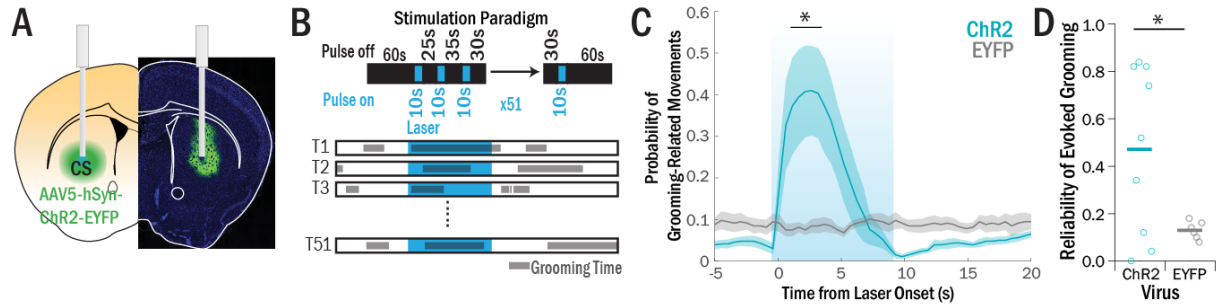 A
CS
AAV5-hSyn-
ChR2-EYFP
B
Stimulation Paradigm
Pulse off
60s
25s
35s
30s
30s
60s
Pulse on
10s
10s
10s
x51
10s
Laser
T1
T2
T3
T51
Grooming Time
C
Probability of
Grooming-Related Movements
0.6
0.5
0.4
0.3
0.2
0.1
0
*
ChR2
EYFP
-5
0
5
10
15
20
Time from Laser Onset (s)
D
Reliability of Evoked Grooming
1.0
0.8
0.6
0.4
0.2
0.0
*
ChR2
EYFP
Virus